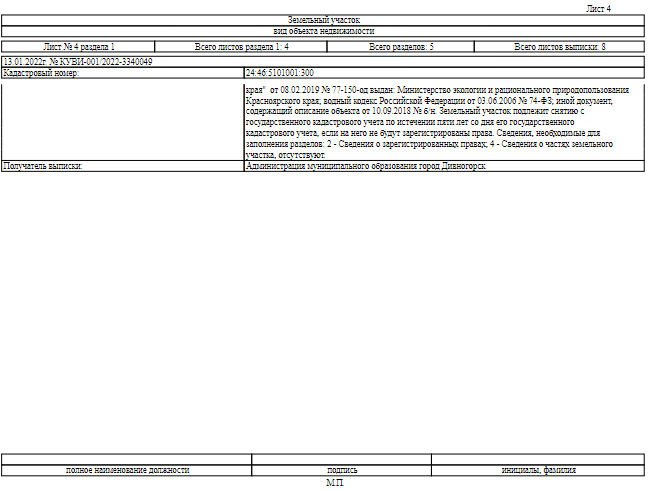 Лист 4
Земельный участок
вид объекта недвижимости
Лист № 4 раздела 1 Всего листов раздела 1: 4 Всего разделов: 5 Всего листов выписки: 8
13.01.2022г. № КУВИ-001/2022-3340049
Кадастровый номер: 24:46:5101001:300
края" от 08.02.2019 № 77-150-од выдан: Министерство экологии и рационального природопользования
Красноярского края; водный кодекс Российской Федерации от 03.06.2006 № 74-ФЗ; иной документ,
содержащий описание объекта от 10.09.2018 № б/н. Земельный участок подлежит снятию с
государственного кадастрового учета по истечении пяти лет со дня его государственного
кадастрового учета, если на него не будут зарегистрированы права. Сведения, необходимые для
заполнения разделов: 2 - Сведения о зарегистрированных правах; 4 - Сведения о частях земельного
участка, отсутствуют.
Получатель выписки: Администрация муниципального образования город Дивногорск
полное наименование должности подпись инициалы, фамилия
М.П.